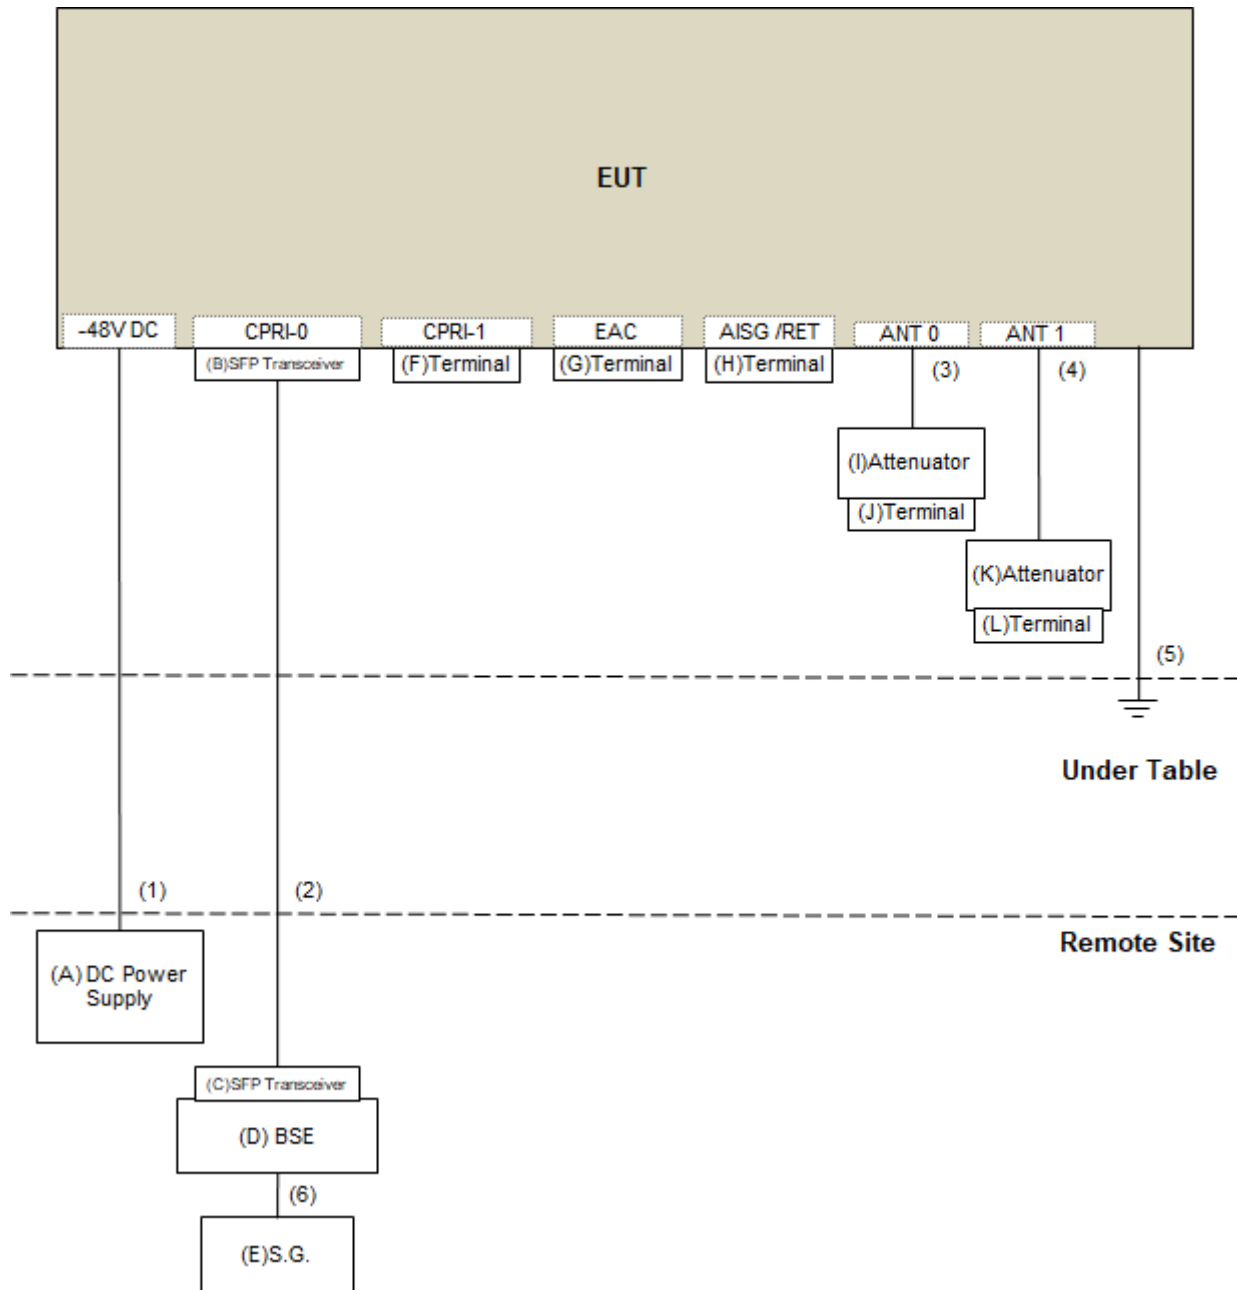 EUT
-48V DC
CPRI-0
CPRI-1
EAC
AISG /RET
ANT 0
ANT 1
(B)SFP Transceiver
(F)Terminal
(G)Terminal
(H)Terminal
(3)
(4)
(I)Attenuator
(J)Terminal
(K)Attenuator
(L)Terminal
(5)
Under Table
(1)
(2)
Remote Site
(A) DC Power
Supply
(C)SFP Transceiver
(D) BSE
(6)
(E)S.G.